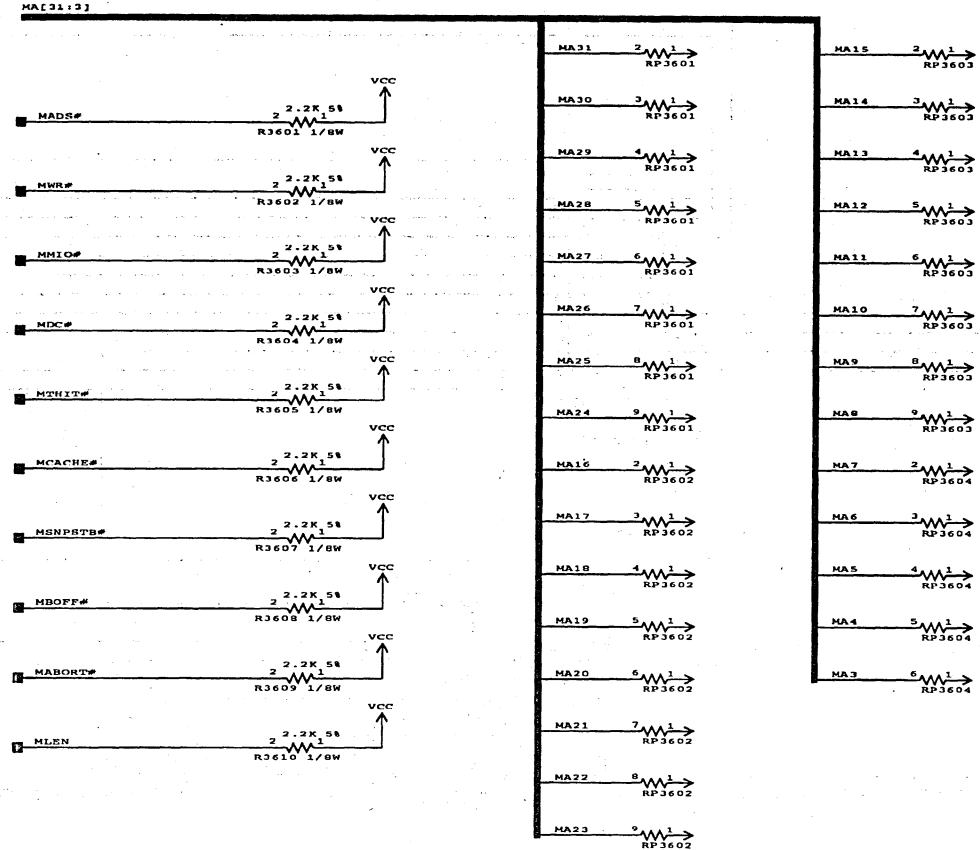 MA[31:3]
VCC
MADS# 2 2.2K 5% 1
R3601 1/8W
VCC
MWR# 2 2.2K 5% 1
R3602 1/8W
VCC
MMIO# 2 2.2K 5% 1
R3603 1/8W
VCC
MDC# 2 2.2K 5% 1
R3604 1/8W
VCC
MTHIT# 2 2.2K 5% 1
R3605 1/8W
VCC
MCACHE# 2 2.2K 5% 1
R3606 1/8W
VCC
MSNPSTB# 2 2.2K 5% 1
R3607 1/8W
VCC
MBOFF# 2 2.2K 5% 1
R3608 1/8W
VCC
MABORT# 2 2.2K 5% 1
R3609 1/8W
VCC
MLEN 2 2.2K 5% 1
R3610 1/8W
MA31 2 1
RP3601
MA30 3 1
RP3601
MA29 4 1
RP3601
MA28 5 1
RP3601
MA27 6 1
RP3601
MA26 7 1
RP3601
MA25 8 1
RP3601
MA24 9 1
RP3601
MA16 2 1
RP3602
MA17 3 1
RP3602
MA18 4 1
RP3602
MA19 5 1
RP3602
MA20 6 1
RP3602
MA21 7 1
RP3602
MA22 8 1
RP3602
MA23 9 1
RP3602
MA15 2 1
RP3603
MA14 3 1
RP3603
MA13 4 1
RP3603
MA12 5 1
RP3603
MA11 6 1
RP3603
MA10 7 1
RP3603
MA9 8 1
RP3603
MA8 9 1
RP3603
MA7 2 1
RP3604
MA6 3 1
RP3604
MA5 4 1
RP3604
MA4 5 1
RP3604
MA3 6 1
RP3604